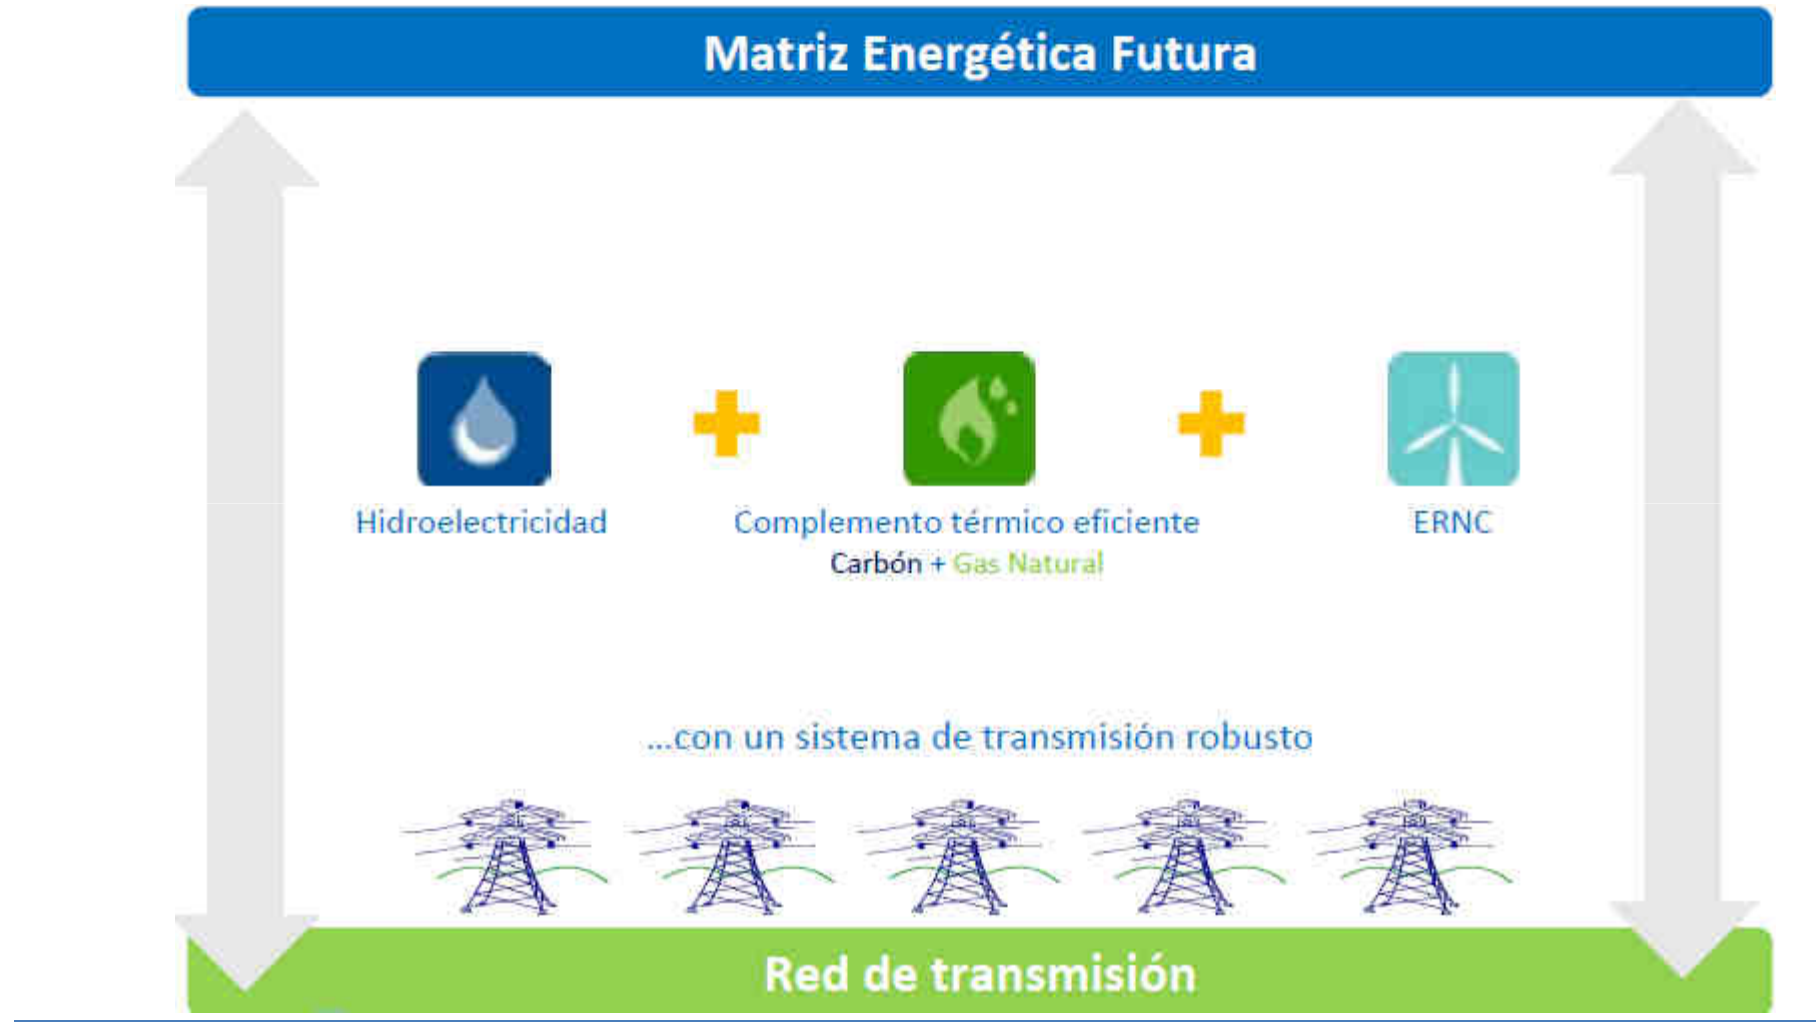 Matriz Energética Futura
Hidroelectricidad
Complemento térmico eficiente
ERNC
Carbón + Gas Natural
...con un sistema de transmisión robusto
Red de transmisión